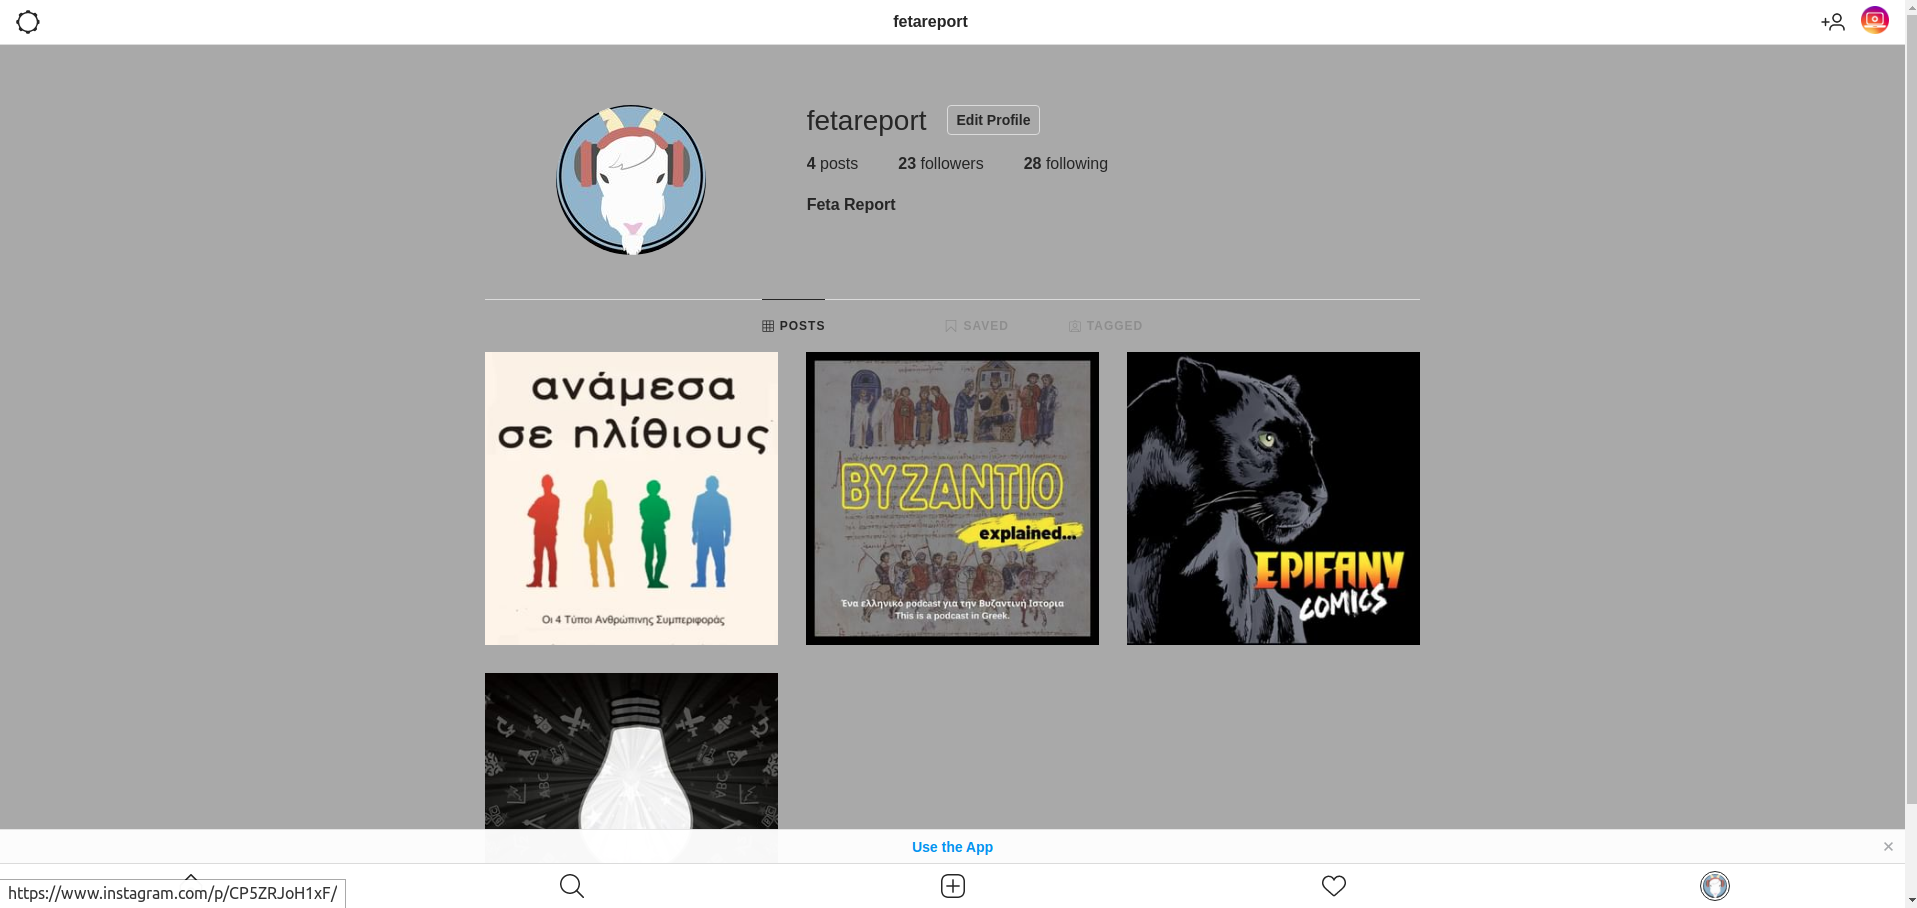 fetareport
fetareport
Edit Profile
4 posts 23 followers 28 following
Feta Report
POSTS SAVED TAGGED
ανάμεσα
σε ηλίθιους
Οι 4 Τύποι Ανθρώπινης Συμπεριφοράς
ΒΥΖΑΝΤΙΟ
explained...
Ένα ελληνικό podcast για την Βυζαντινή Ιστορία
This is a podcast in Greek.
EPIFANY
COMICS
ABC
ABC
Use the App
https://www.instagram.com/p/CP5ZRJoH1xF/